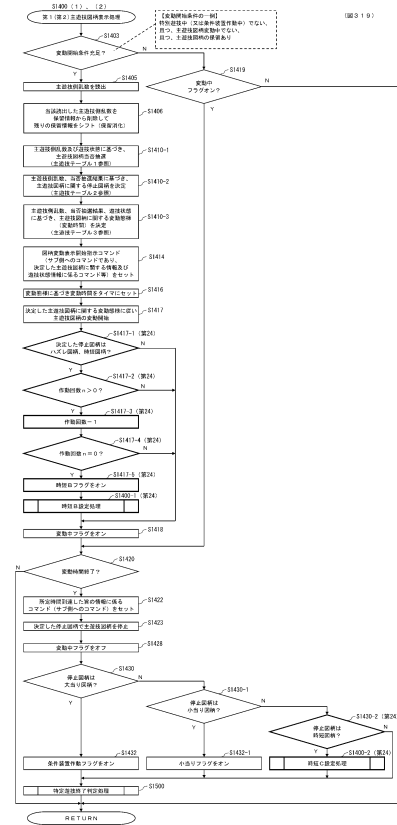 S1400（１）、（２）
第１(第２)主遊技図柄表示処理
【変動開始条件の一例】
特別遊技中（又は条件装置作動中）でない、
且つ、主遊技図柄変動中でない、
且つ、主遊技図柄の保留あり
（図３１９）
S1403
変動開始条件充足？
N
Y
S1405
主遊技側乱数を読出
S1419
変動中
フラグオン？
N
Y
S1406
当該読出した主遊技側乱数を
保留情報から削除して
残りの保留情報をシフト（保留消化）
S1410-1
主遊技側乱数及び遊技状態に基づき、
主遊技図柄当否抽選
（主遊技テーブル１参照）
S1410-2
主遊技側乱数、当否抽選結果に基づき、
主遊技図柄に関する停止図柄を決定
（主遊技テーブル２参照）
S1410-3
主遊技側乱数、当否抽選結果、遊技状態
に基づき、主遊技図柄に関する変動態様
（変動時間）を決定
（主遊技テーブル３参照）
S1414
図柄変動表示開始指示コマンド
（サブ側へのコマンドであり、
決定した主遊技図柄に関する情報及び
遊技状態情報に係るコマンド等）をセット
S1416
変動態様に基づき変動時間をタイマにセット
S1417
決定した主遊技図柄に関する変動態様に従い
主遊技図柄の変動開始
S1417-1（第24）
決定した停止図柄は
ハズレ図柄、時短図柄？
N
Y
S1417-2（第24）
作動回数ｎ＞０？
N
Y
S1417-3（第24）
作動回数－１
S1417-4（第24）
作動回数ｎ＝０？
N
Y
S1417-5（第24）
時短Ｂフラグをオン
S1400-1（第24）
時短Ｂ設定処理
S1418
変動中フラグをオン
S1420
変動時間終了？
N
Y
S1422
所定時間到達した旨の情報に係る
コマンド（サブ側へのコマンド）をセット
S1423
決定した停止図柄で主遊技図柄を停止
S1428
変動中フラグをオフ
S1430
停止図柄は
大当り図柄？
N
Y
S1430-1
停止図柄は
小当り図柄？
N
Y
S1430-2（第24）
停止図柄は
時短図柄？
N
Y
S1432
条件装置作動フラグをオン
S1432-1
小当りフラグをオン
S1400-2（第24）
時短Ｃ設定処理
S1500
特定遊技終了判定処理
ＲＥＴＵＲＮ